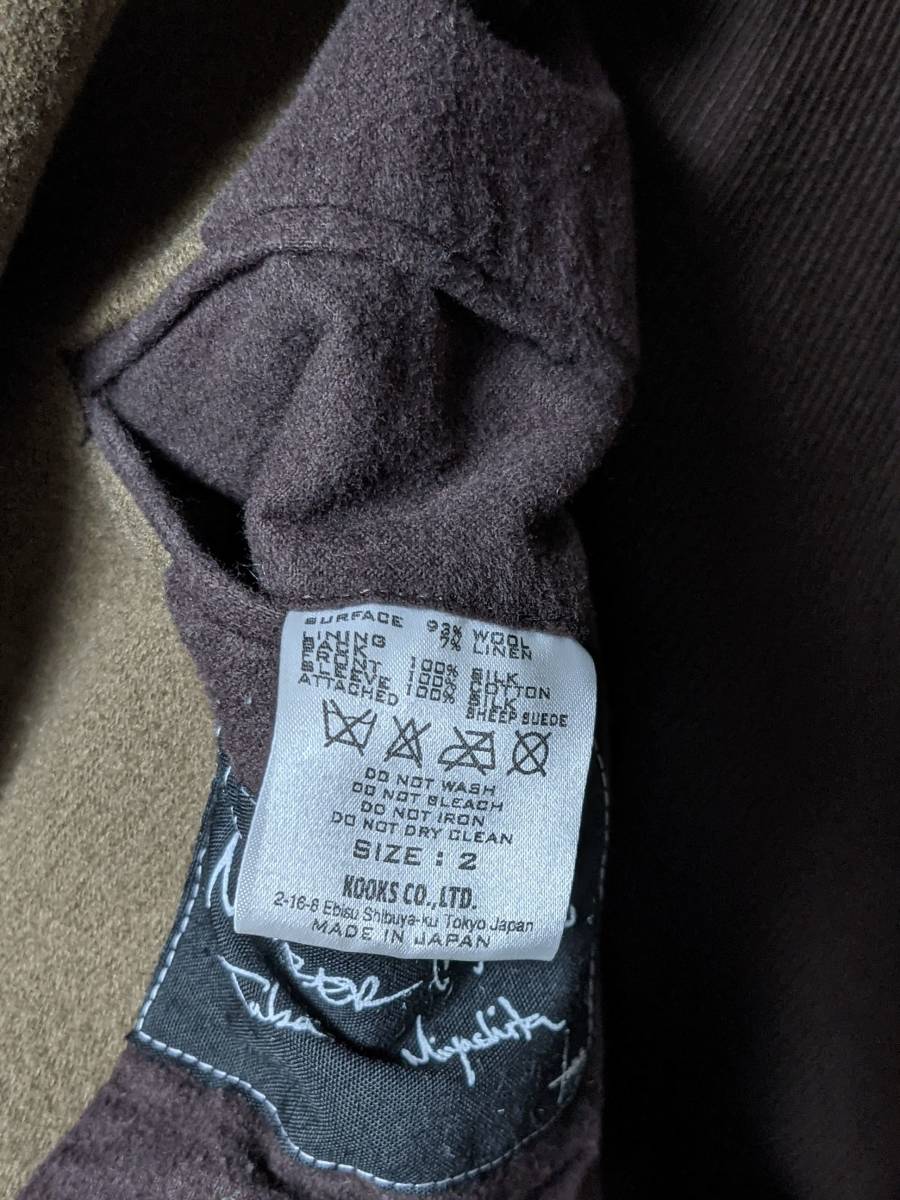 SURFACE 93% WOOL
7% LINEN
LINING
BACK 100% SILK
FRONT 100% COTTON
SLEEVE 100% SILK
ATTACHED SHEEP SUEDE
DO NOT WASH
DO NOT BLEACH
DO NOT IRON
DO NOT DRY CLEAN
SIZE : 2
KOOKS CO.,LTD.
2-16-8 Ebisu Shibuya-Ku Tokyo Japan
MADE IN JAPAN
Miyashita